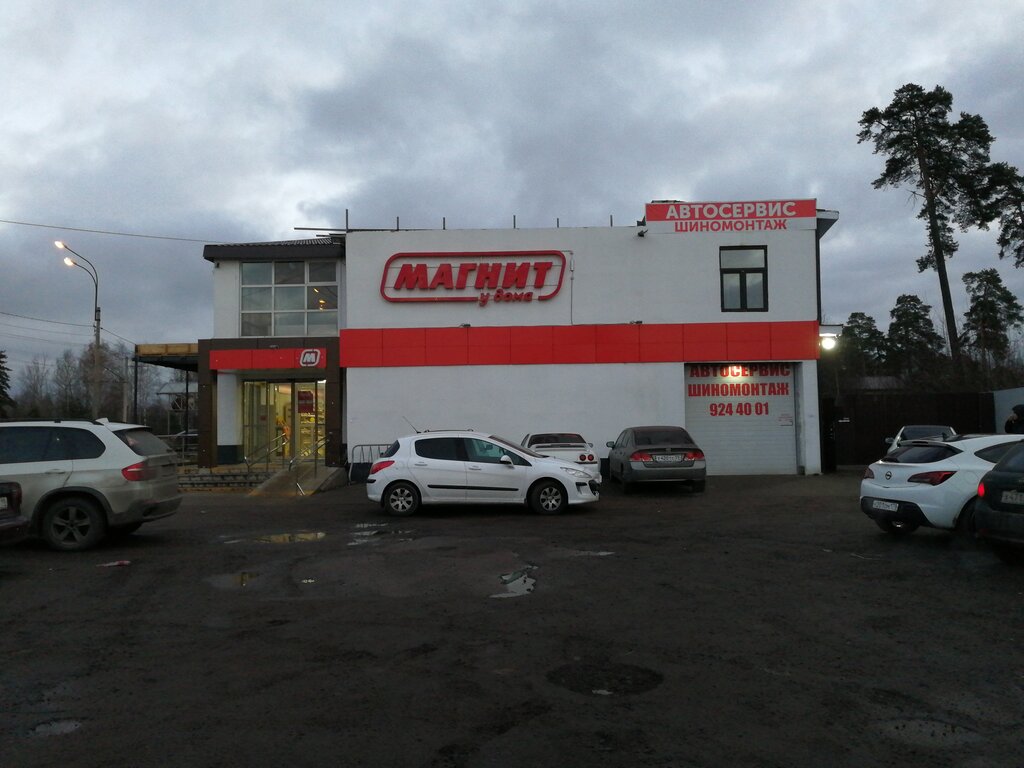 АВТОСЕРВИС
ШИНОМОНТАЖ
МАГНИТ
у дома
М
АВТОСЕРВИС
ШИНОМОНТАЖ
924 40 01